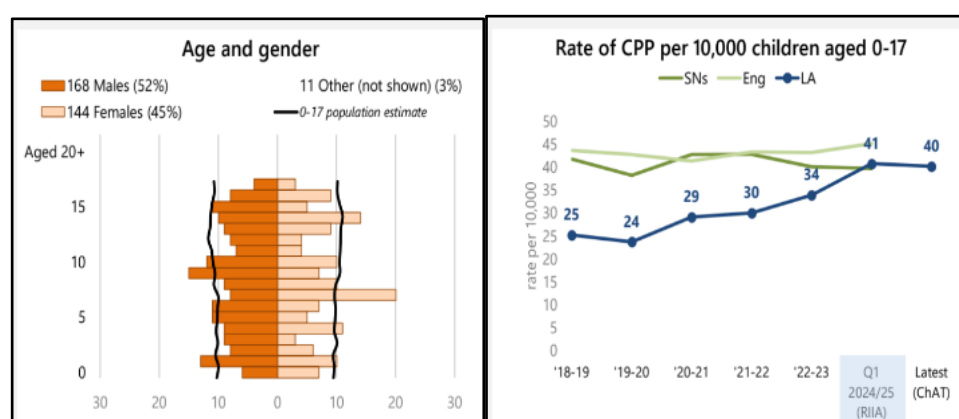 Age and gender
168 Males (52%)
11 Other (not shown) (3%)
144 Females (45%)
0-17 population estimate
Aged 20+
15
10
5
0
30 20 10 0 10 20 30
Rate of CPP per 10,000 children aged 0-17
SNs Eng LA
rate per 10,000
50
45
40
35
30
25
20
15
10
5
0
25 24 29 30 34 41 40
'18-19 '19-20 '20-21 '21-22 '22-23 Q1 Latest
2024/25 (ChAT)
(RIIA)